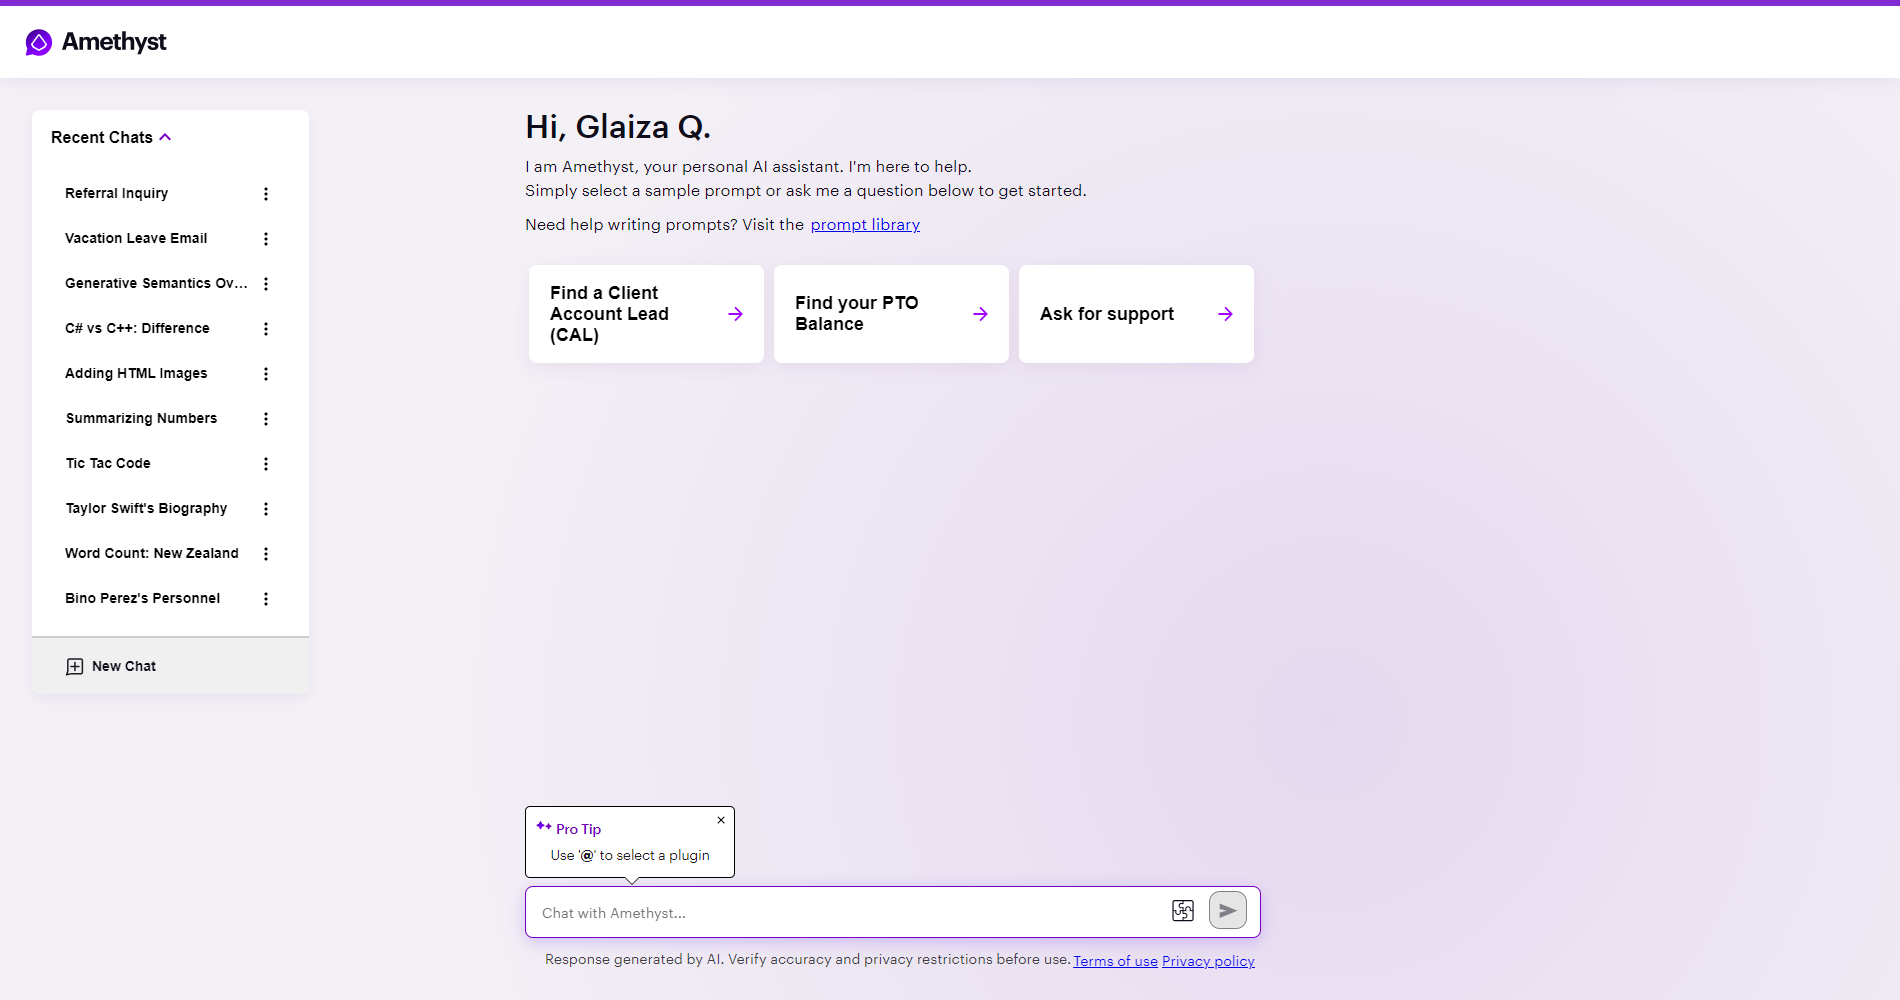 Amethyst
Recent Chats
Referral Inquiry
Vacation Leave Email
Generative Semantics Ov...
C# vs C++: Difference
Adding HTML Images
Summarizing Numbers
Tic Tac Code
Taylor Swift's Biography
Word Count: New Zealand
Bino Perez's Personnel
New Chat
Hi, Glaiza Q.
I am Amethyst, your personal AI assistant. I'm here to help.
Simply select a sample prompt or ask me a question below to get started.
Need help writing prompts? Visit the prompt library
Find a Client
Account Lead
(CAL)
Find your PTO
Balance
Ask for support
Pro Tip
Use '@' to select a plugin
Chat with Amethyst...
Response generated by AI. Verify accuracy and privacy restrictions before use. Terms of use Privacy policy